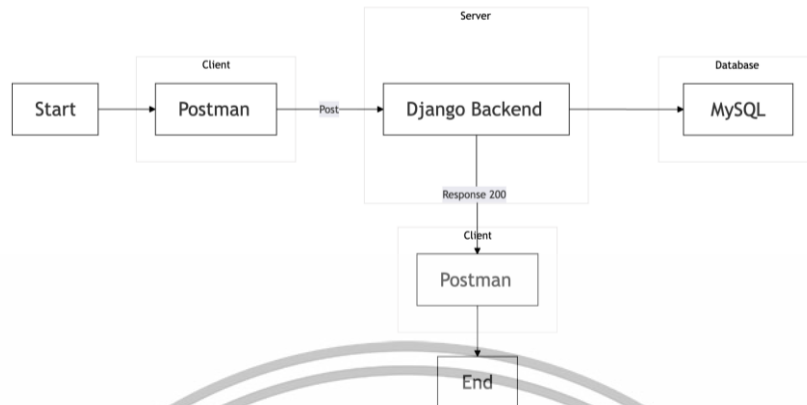 Server
Client
Database
Start
Postman
Post
Django Backend
MySQL
Response 200
Client
Postman
End